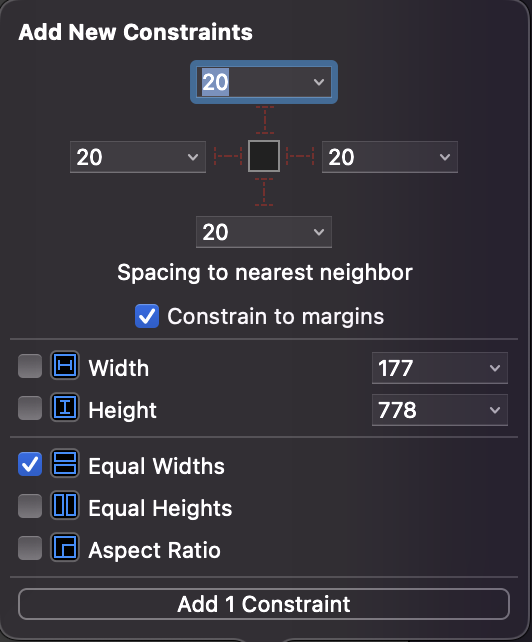 Add New Constraints
20
20 20
20
Spacing to nearest neighbor
Constrain to margins
Width 177
Height 778
Equal Widths
Equal Heights
Aspect Ratio
Add 1 Constraint